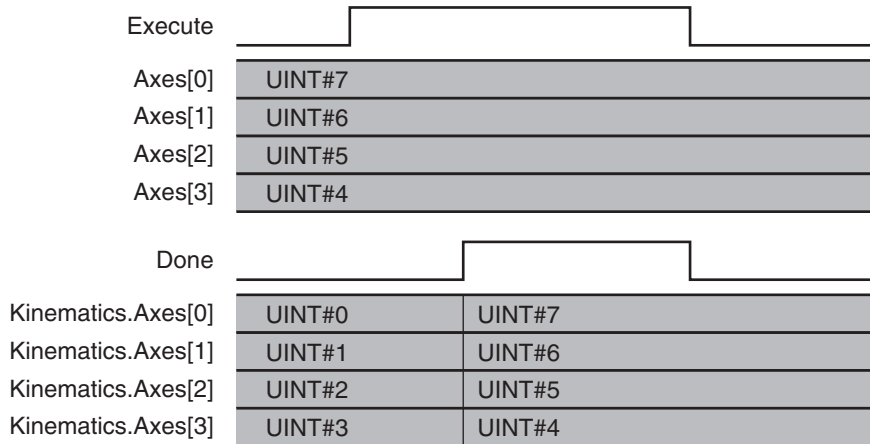 Execute
Axes[0] UINT#7
Axes[1] UINT#6
Axes[2] UINT#5
Axes[3] UINT#4
Done
Kinematics.Axes[0] UINT#0 UINT#7
Kinematics.Axes[1] UINT#1 UINT#6
Kinematics.Axes[2] UINT#2 UINT#5
Kinematics.Axes[3] UINT#3 UINT#4